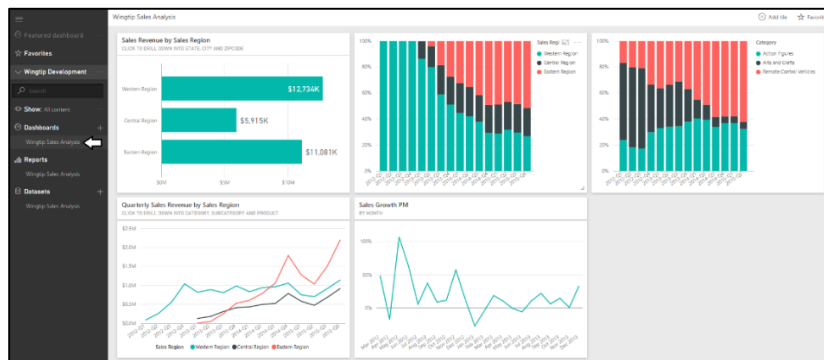 Wingtip Sales Analysis
Add tile
Favorite
Featured dashboard
Favorites
Wingtip Development
Search
Show: All content
Dashboards
Wingtip Sales Analysis
Reports
Wingtip Sales Analysis
Datasets
Wingtip Sales Analysis
Sales Revenue by Sales Region
CLICK TO DRILL DOWN INTO STATE, CITY AND ZIPCODE
Western Region
$12,734K
Central Region
$5,915K
Eastern Region
$11,081K
$0M
$5M
$10M
Sales Regi
Western Region
Central Region
Eastern Region
100%
80%
60%
40%
20%
0%
Category
Action Figures
Arts and Crafts
Remote Control Vehicles
100%
80%
60%
40%
20%
0%
Quarterly Sales Revenue by Sales Region
CLICK TO DRILL DOWN INTO CATEGORY, SUBCATEGORY AND PRODUCT
$2.5M
$2.0M
$1.5M
$1.0M
$0.5M
$0.0M
Sales Region
Western Region
Central Region
Eastern Region
Sales Growth PM
BY MONTH
100%
50%
0%